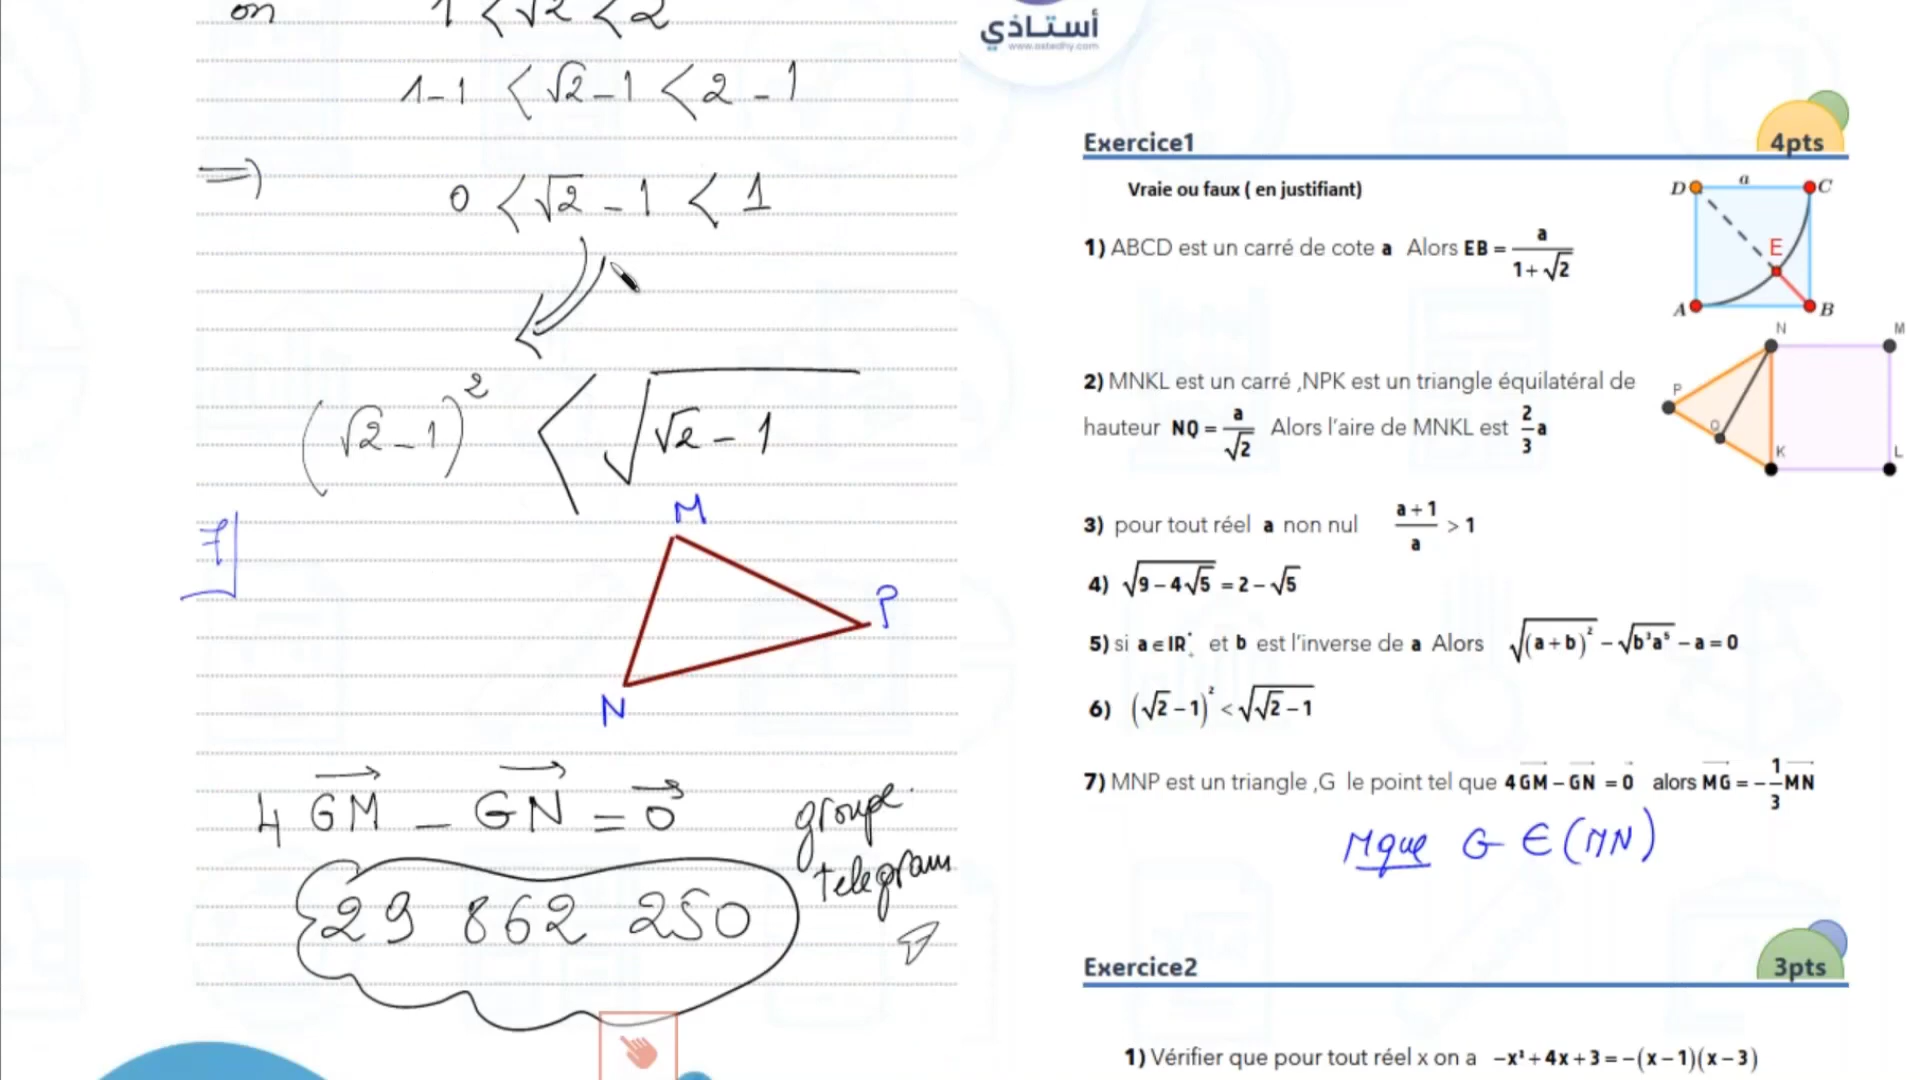 on 1 < √2 < 2
1-1 < √2-1 < 2-1
=> 0 < √2-1 < 1
(√2-1)² < √(√2-1)
7
M
P
N
4 GM - GN = 0
groupe
telegram
29 862 250
أستاذي
www.ostadhy.com
Exercice1 4pts
Vraie ou faux ( en justifiant)
1) ABCD est un carré de cote a Alors EB = a/(1+√2)
D a C
E
A B
2) MNKL est un carré ,NPK est un triangle équilatéral de
hauteur NQ = a/√2 Alors l'aire de MNKL est 2/3 a
N M
P
Q K L
3) pour tout réel a non nul (a+1)/a > 1
4) √(9-4√5) = 2-√5
5) si a∈IR*₊ et b est l'inverse de a Alors √((a+b)²) - √(b³a⁵) - a = 0
6) (√2-1)² < √(√2-1)
7) MNP est un triangle ,G le point tel que 4GM - GN = 0 alors MG = -1/3 MN
Mque G ∈ (MN)
Exercice2 3pts
1) Vérifier que pour tout réel x on a -x²+4x+3=-(x-1)(x-3)